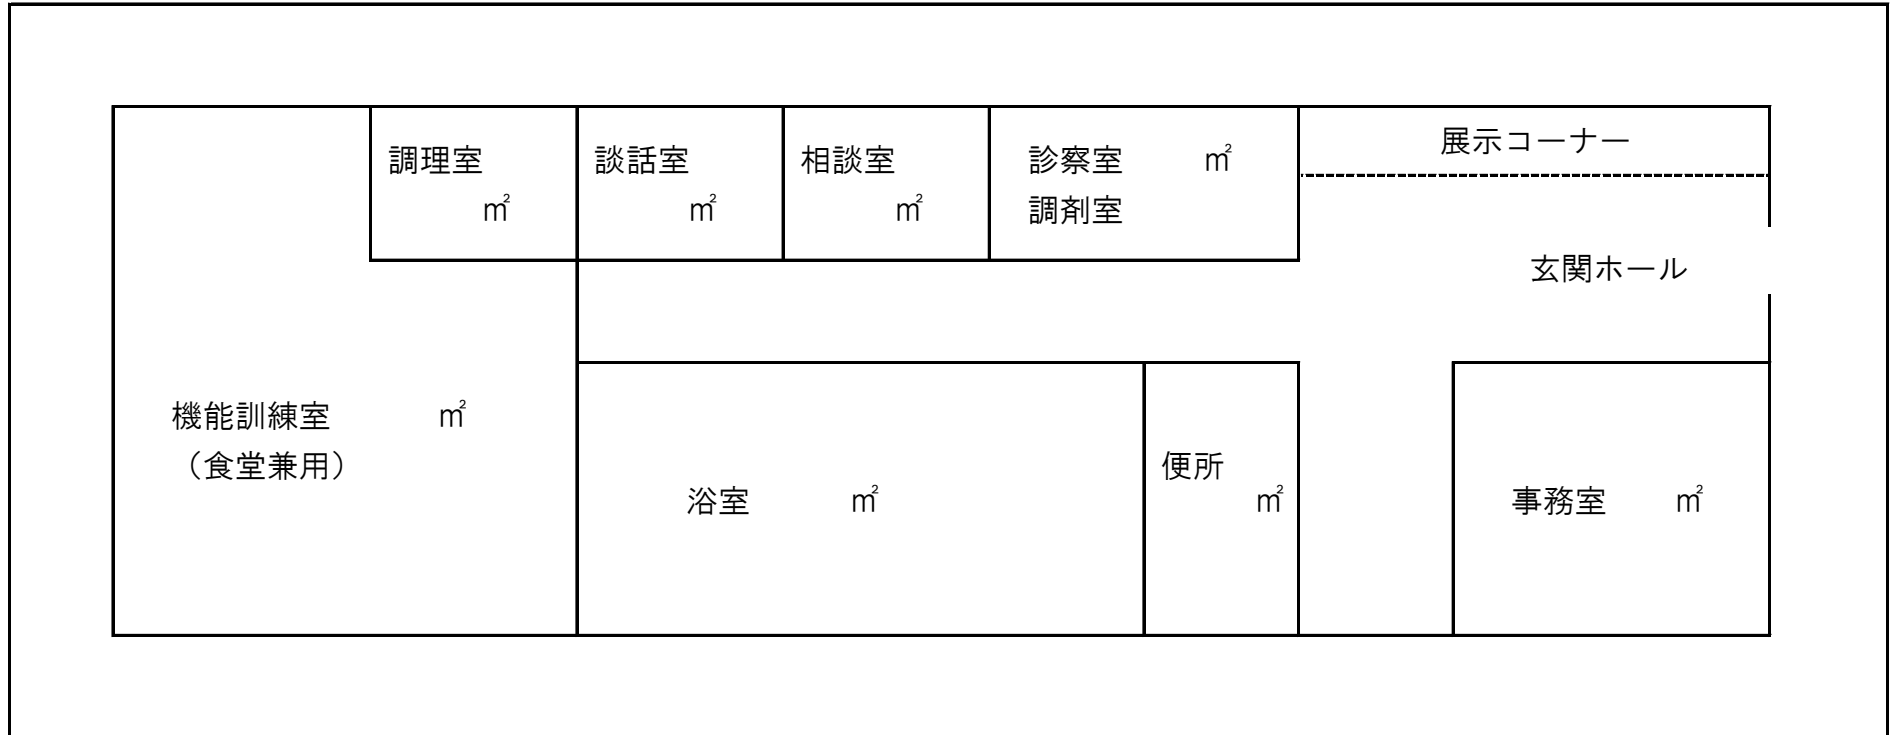 調理室
㎡
談話室
㎡
相談室
㎡
診察室 ㎡
調剤室
展示コーナー
玄関ホール
機能訓練室 ㎡
（食堂兼用）
浴室 ㎡
便所
㎡
事務室 ㎡